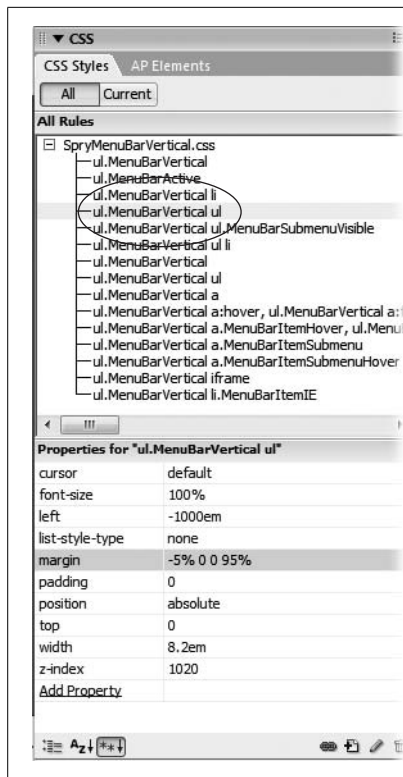 ▼ CSS
CSS Styles AP Elements
All Current
All Rules
SpryMenuBarVertical.css
ul.MenuBarVertical
ul.MenuBarActive
ul.MenuBarVertical li
ul.MenuBarVertical ul
ul.MenuBarVertical ul.MenuBarSubmenuVisible
ul.MenuBarVertical ul li
ul.MenuBarVertical
ul.MenuBarVertical ul
ul.MenuBarVertical a
ul.MenuBarVertical a:hover, ul.MenuBarVertical a:
ul.MenuBarVertical a.MenuBarItemHover, ul.Menu
ul.MenuBarVertical a.MenuBarItemSubmenu
ul.MenuBarVertical a.MenuBarItemSubmenuHover
ul.MenuBarVertical iframe
ul.MenuBarVertical li.MenuBarItemIE
Properties for "ul.MenuBarVertical ul"
cursor default
font-size 100%
left -1000em
list-style-type none
margin -5% 0 0 95%
padding 0
position absolute
top 0
width 8.2em
z-index 1020
Add Property
Az↓ **↓